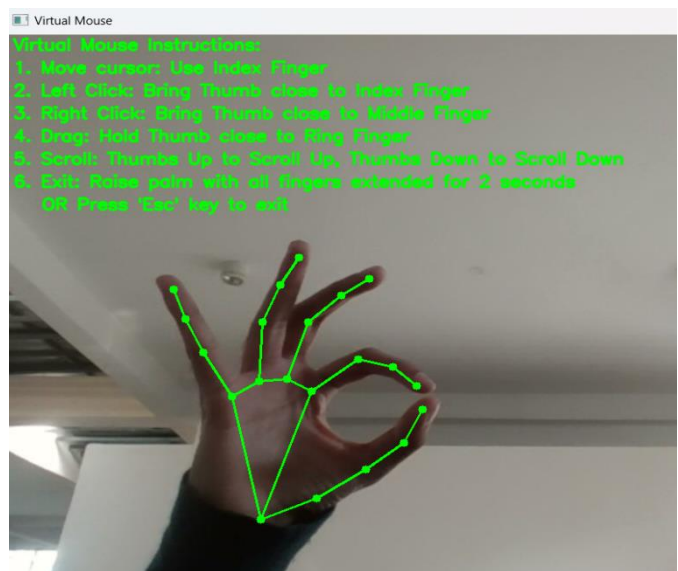 Virtual Mouse
Virtual Mouse Instructions:
1. Move cursor: Use Index Finger
2. Left Click: Bring Thumb close to Index Finger
3. Right Click: Bring Thumb close to Middle Finger
4. Drag: Hold Thumb close to Ring Finger
5. Scroll: Thumbs Up to Scroll Up, Thumbs Down to Scroll Down
6. Exit: Raise palm with all fingers extended for 2 seconds
OR Press 'Esc' key to exit